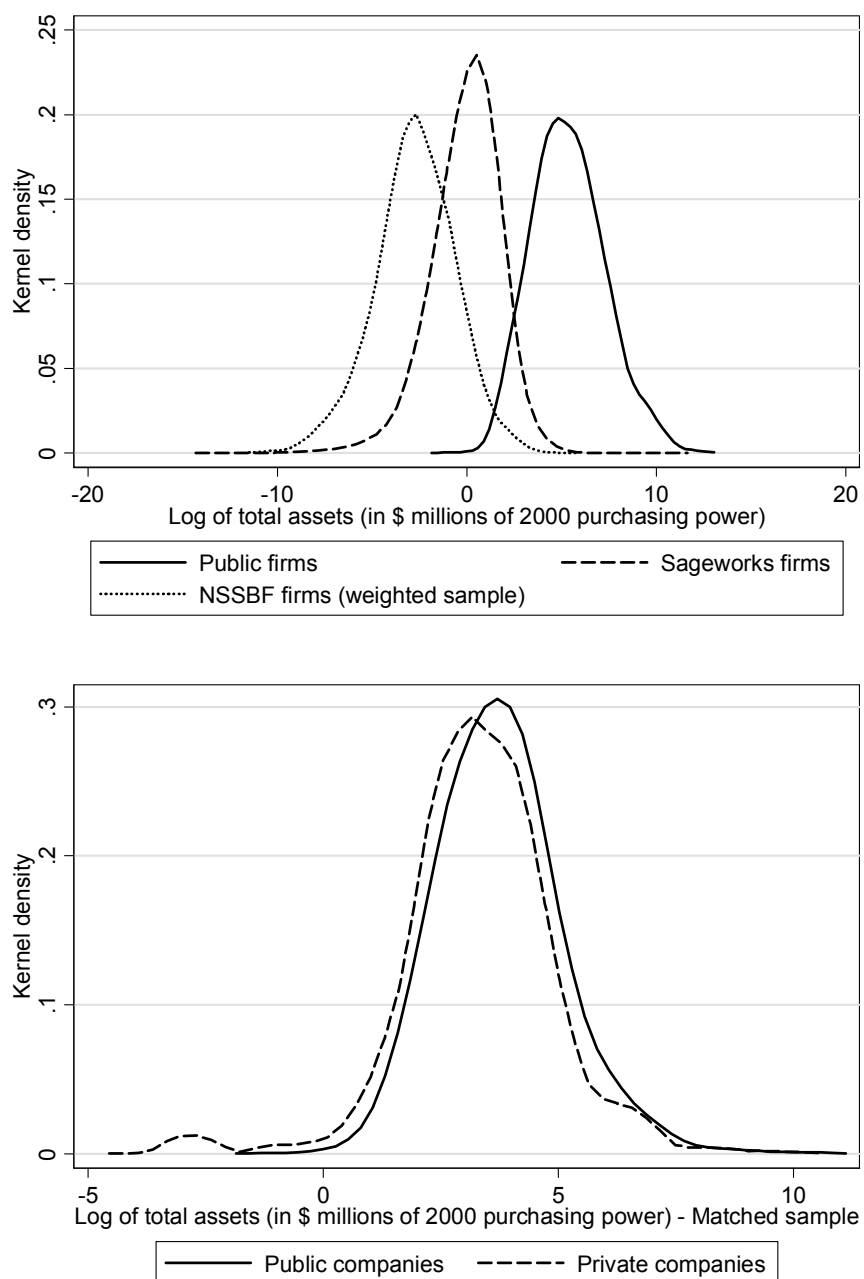 Kernel density
0 .05 .1 .15 .2 .25
-20 -10 0 10 20
Log of total assets (in $ millions of 2000 purchasing power)
Public firms Sageworks firms
NSSBF firms (weighted sample)
Kernel density
0 .1 .2 .3
-5 0 5 10
Log of total assets (in $ millions of 2000 purchasing power) - Matched sample
Public companies Private companies